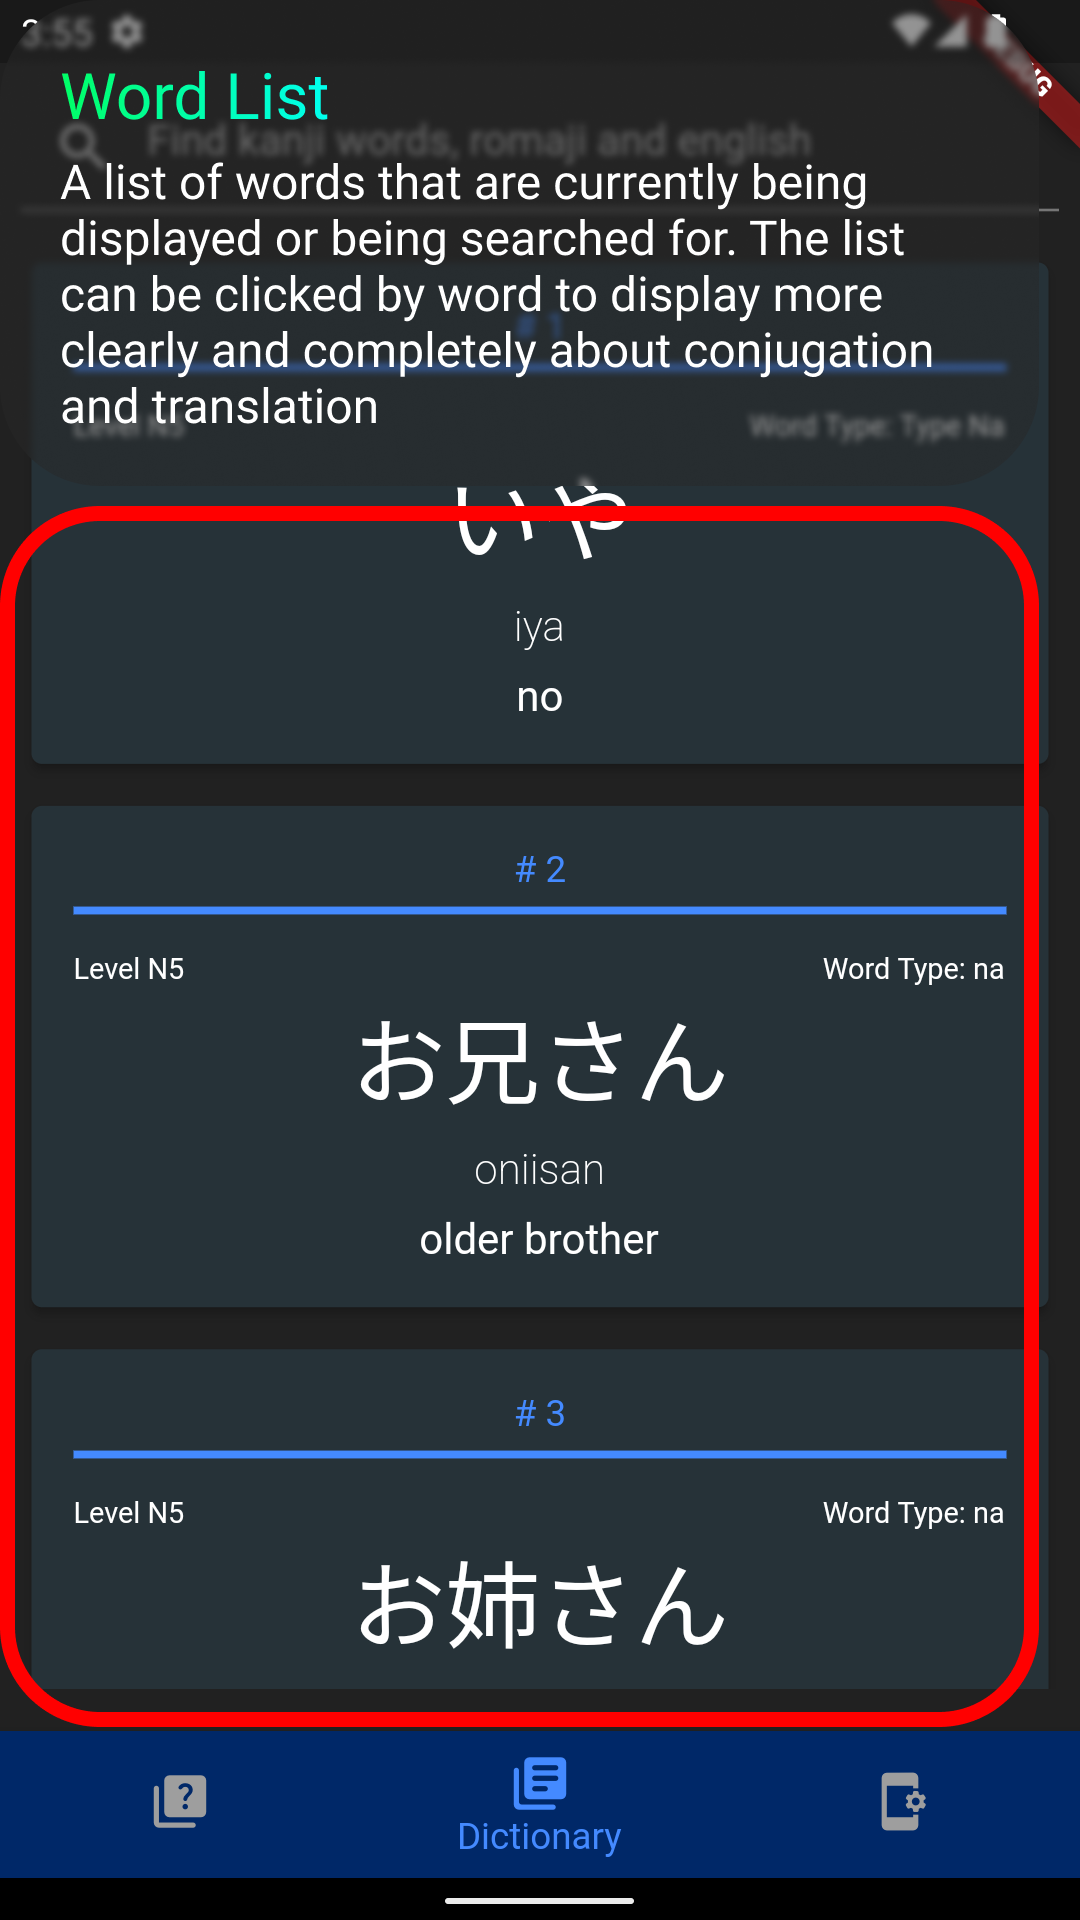 3:55
Word List
Find kanji words, romaji and english
A list of words that are currently being
displayed or being searched for. The list
can be clicked by word to display more
clearly and completely about conjugation
and translation
# 1
Level N5 Word Type: Type Na
いや
iya
no
# 2
Level N5 Word Type: na
お兄さん
oniisan
older brother
# 3
Level N5 Word Type: na
お姉さん
Dictionary